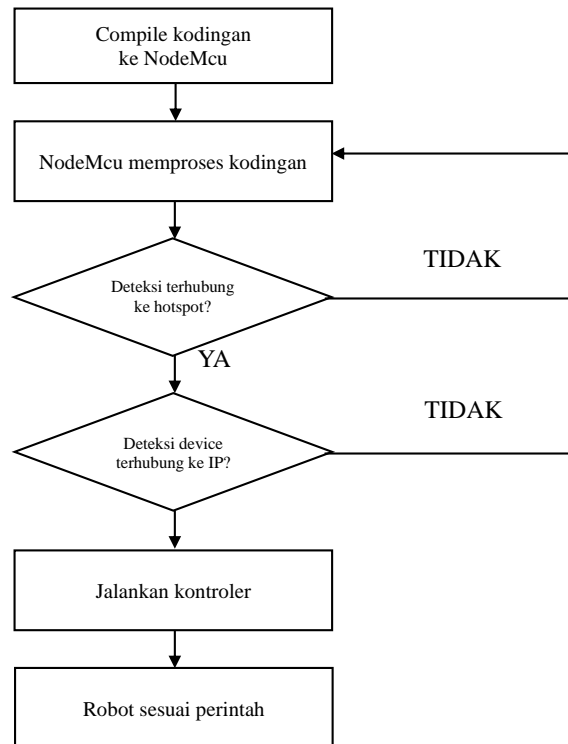 Compile kodingan
ke NodeMcu
NodeMcu memproses kodingan
TIDAK
Deteksi terhubung
ke hotspot?
YA
TIDAK
Deteksi device
terhubung ke IP?
Jalankan kontroler
Robot sesuai perintah